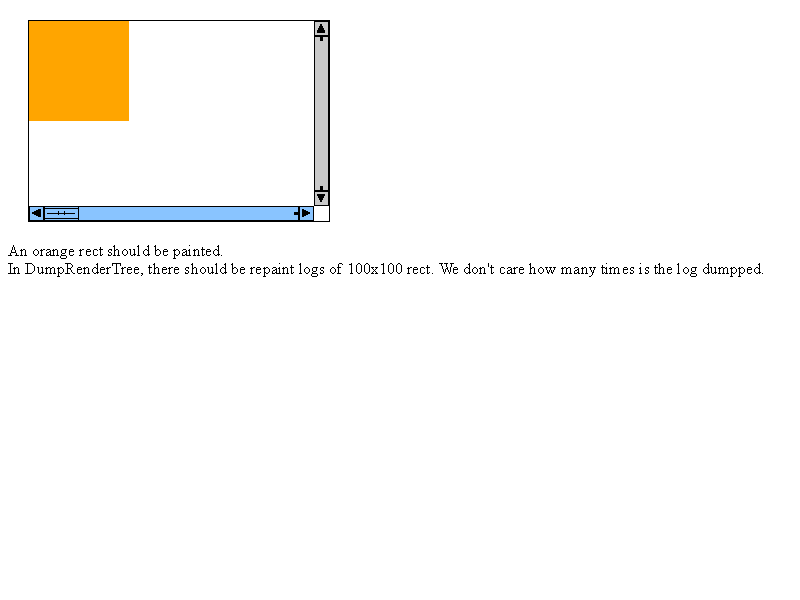 An orange rect should be painted.
In DumpRenderTree, there should be repaint logs of 100x100 rect. We don't care how many times is the log dumpped.